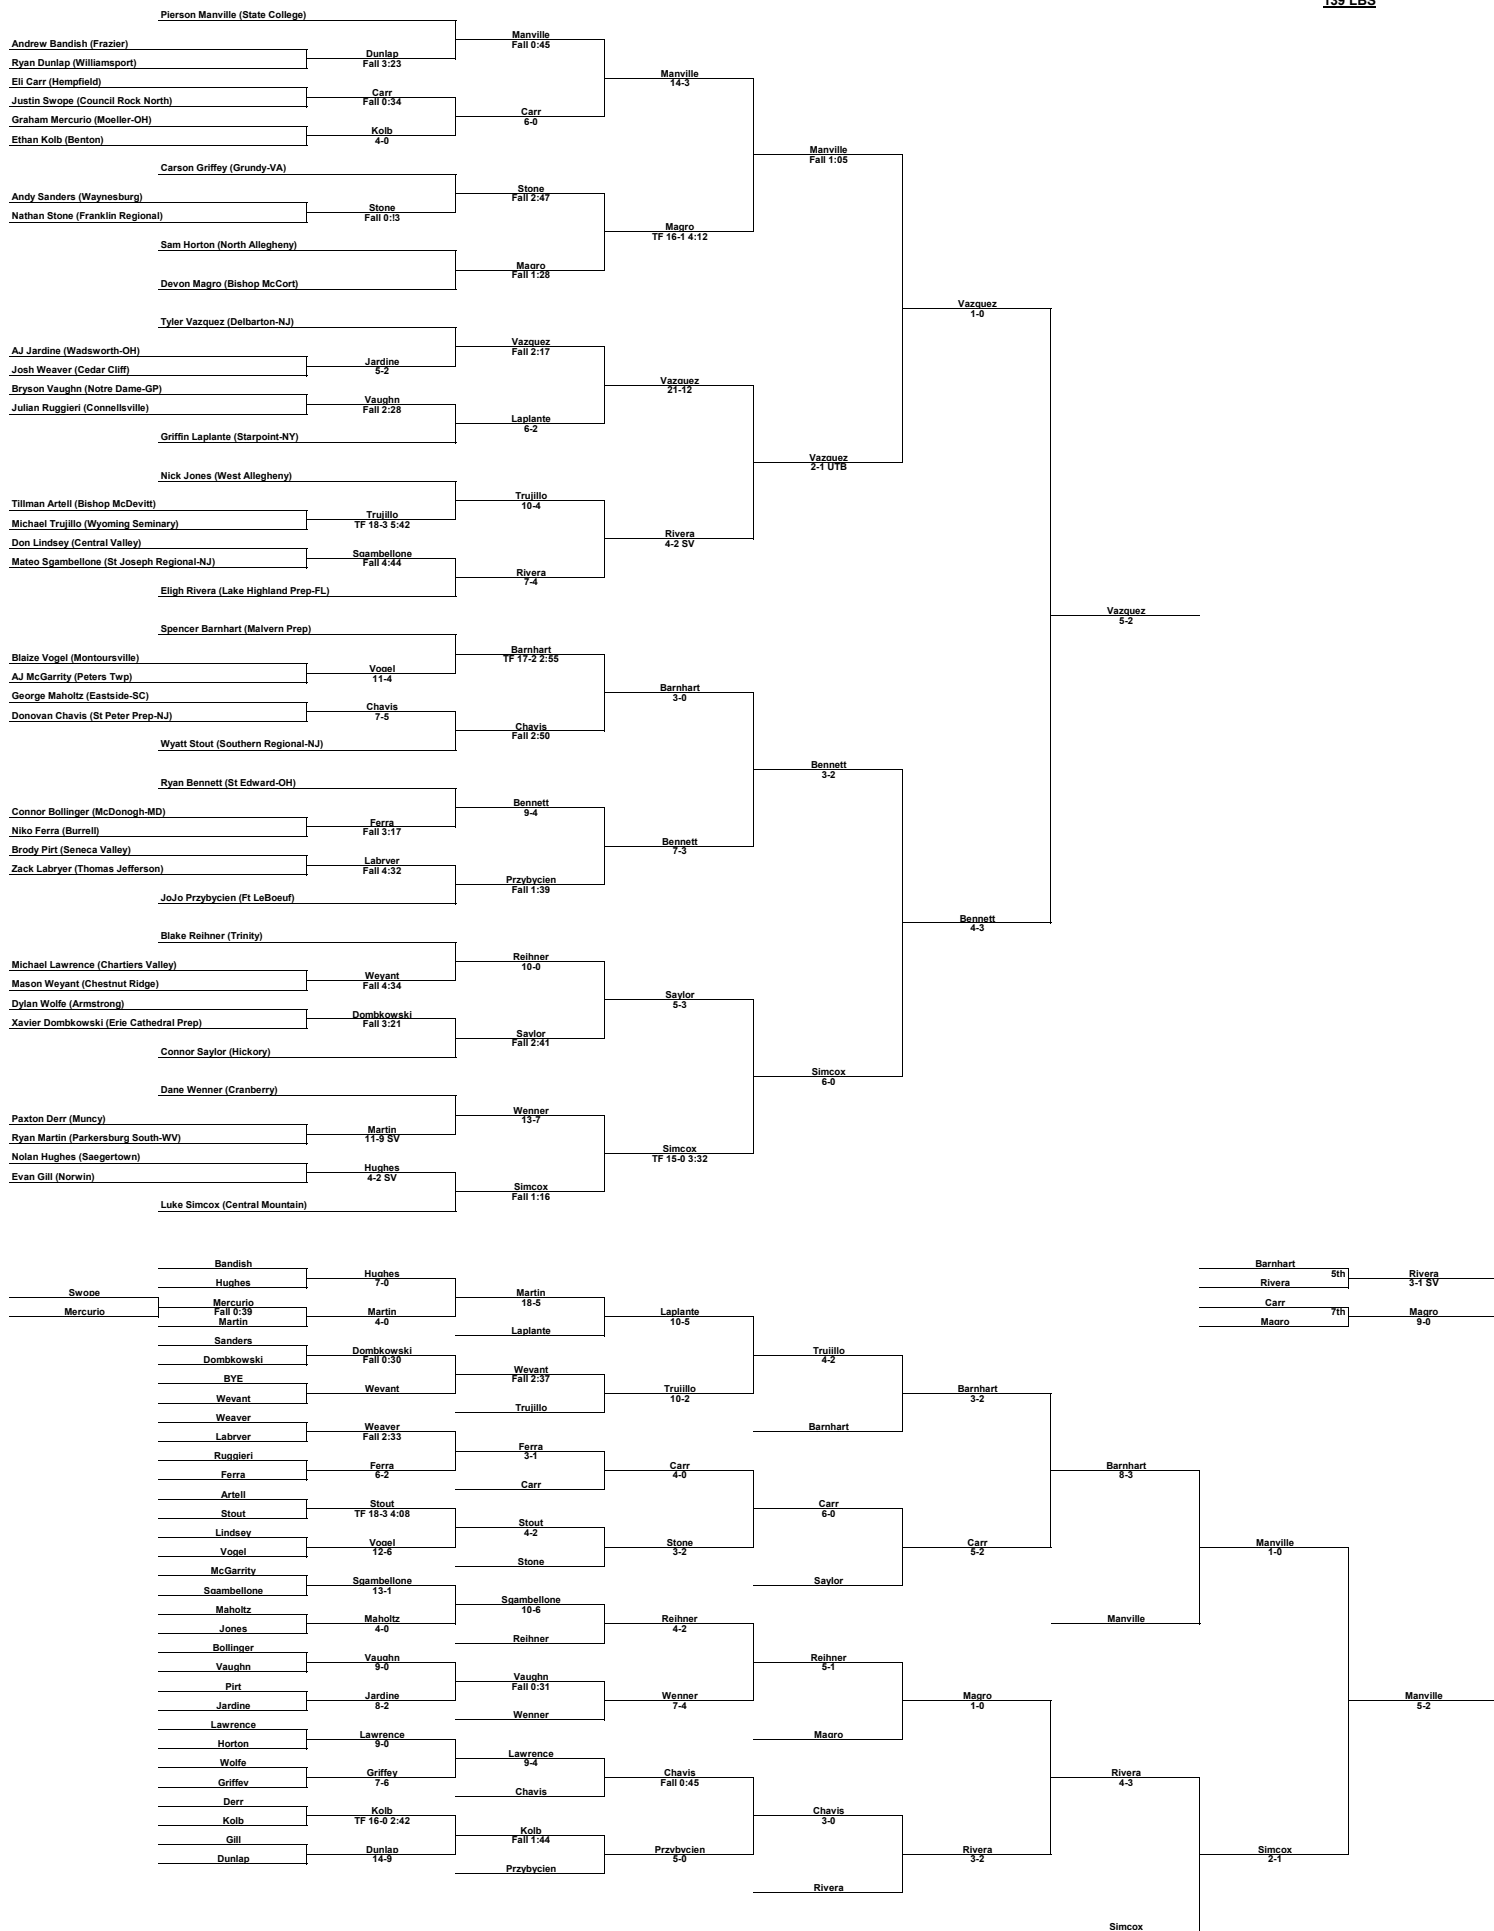 139 LBS
Pierson Manville (State College)
Manville
Fall 0:45
Andrew Bandish (Frazier)
Dunlap
Fall 3:23
Ryan Dunlap (Williamsport)
Manville
14-3
Eli Carr (Hempfield)
Carr
Fall 0:34
Justin Swope (Council Rock North)
Carr
6-0
Graham Mercurio (Moeller-OH)
Kolb
4-0
Ethan Kolb (Benton)
Manville
Fall 1:05
Carson Griffey (Grundy-VA)
Stone
Fall 2:47
Andy Sanders (Waynesburg)
Stone
Fall 0:!3
Nathan Stone (Franklin Regional)
Magro
TF 16-1 4:12
Sam Horton (North Allegheny)
Magro
Fall 1:28
Devon Magro (Bishop McCort)
Vazquez
1-0
Tyler Vazquez (Delbarton-NJ)
Vazquez
Fall 2:17
AJ Jardine (Wadsworth-OH)
Jardine
5-2
Josh Weaver (Cedar Cliff)
Vazquez
21-12
Bryson Vaughn (Notre Dame-GP)
Vaughn
Fall 2:28
Julian Ruggieri (Connellsville)
Laplante
6-2
Griffin Laplante (Starpoint-NY)
Vazquez
2-1 UTB
Nick Jones (West Allegheny)
Trujillo
10-4
Tillman Artell (Bishop McDevitt)
Trujillo
TF 18-3 5:42
Michael Trujillo (Wyoming Seminary)
Rivera
4-2 SV
Don Lindsey (Central Valley)
Sgambellone
Fall 4:44
Mateo Sgambellone (St Joseph Regional-NJ)
Rivera
7-4
Eligh Rivera (Lake Highland Prep-FL)
Vazquez
5-2
Spencer Barnhart (Malvern Prep)
Barnhart
TF 17-2 2:55
Blaize Vogel (Montoursville)
Vogel
11-4
AJ McGarrity (Peters Twp)
Barnhart
3-0
George Maholtz (Eastside-SC)
Chavis
7-5
Donovan Chavis (St Peter Prep-NJ)
Chavis
Fall 2:50
Wyatt Stout (Southern Regional-NJ)
Bennett
3-2
Ryan Bennett (St Edward-OH)
Bennett
9-4
Connor Bollinger (McDonogh-MD)
Ferra
Fall 3:17
Niko Ferra (Burrell)
Bennett
7-3
Brody Pirt (Seneca Valley)
Labryer
Fall 4:32
Zack Labryer (Thomas Jefferson)
Przybycien
Fall 1:39
JoJo Przybycien (Ft LeBoeuf)
Bennett
4-3
Blake Reihner (Trinity)
Reihner
10-0
Michael Lawrence (Chartiers Valley)
Weyant
Fall 4:34
Mason Weyant (Chestnut Ridge)
Saylor
5-3
Dylan Wolfe (Armstrong)
Dombkowski
Fall 3:21
Xavier Dombkowski (Erie Cathedral Prep)
Saylor
Fall 2:41
Connor Saylor (Hickory)
Simcox
6-0
Dane Wenner (Cranberry)
Wenner
13-7
Paxton Derr (Muncy)
Martin
11-9 SV
Ryan Martin (Parkersburg South-WV)
Simcox
TF 15-0 3:32
Nolan Hughes (Saegertown)
Hughes
4-2 SV
Evan Gill (Norwin)
Simcox
Fall 1:16
Luke Simcox (Central Mountain)
Bandish
Hughes
7-0
Hughes
Swope
Mercurio
Mercurio
Fall 0:39
Martin
Martin
4-0
Martin
18-5
Laplante
Laplante
10-5
Barnhart
5th
Rivera
Rivera
3-1 SV
Carr
7th
Magro
Magro
9-0
Sanders
Dombkowski
Dombkowski
Fall 0:30
BYE
Weyant
Weyant
Weyant
Fall 2:37
Trujillo
Trujillo
10-2
Trujillo
4-2
Barnhart
Barnhart
3-2
Weaver
Labryer
Weaver
Fall 2:33
Ruggieri
Ferra
Ferra
6-2
Ferra
3-1
Carr
Carr
4-0
Barnhart
8-3
Artell
Stout
Stout
TF 18-3 4:08
Lindsey
Vogel
Vogel
12-6
Stout
4-2
Stone
Stone
3-2
Carr
6-0
Saylor
Carr
5-2
Manville
1-0
McGarrity
Sgambellone
Sgambellone
13-1
Maholtz
Jones
Maholtz
4-0
Sgambellone
10-6
Reihner
Reihner
4-2
Manville
Bollinger
Vaughn
Vaughn
9-0
Pirt
Jardine
Jardine
8-2
Vaughn
Fall 0:31
Wenner
Wenner
7-4
Reihner
5-1
Magro
Magro
1-0
Manville
5-2
Lawrence
Horton
Lawrence
9-0
Wolfe
Griffey
Griffey
7-6
Lawrence
9-4
Chavis
Chavis
Fall 0:45
Rivera
4-3
Derr
Kolb
Kolb
TF 16-0 2:42
Gill
Dunlap
Dunlap
14-9
Kolb
Fall 1:44
Przybycien
Przybycien
5-0
Chavis
3-0
Rivera
Rivera
3-2
Simcox
2-1
Simcox